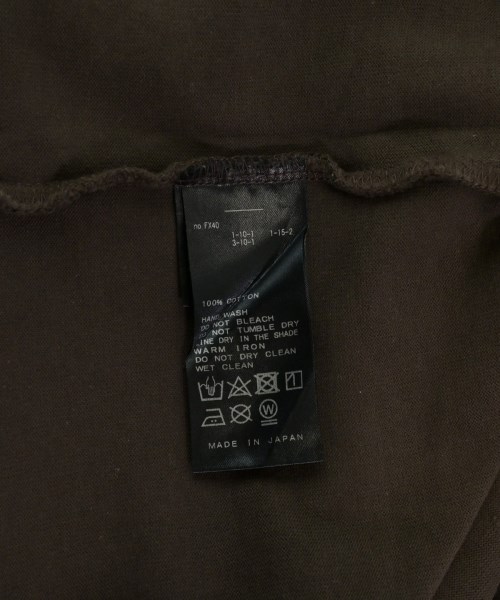 no.FX40
1-10-1 1-15-2
3-10-1
100% COTTON
HAND WASH
DO NOT BLEACH
DO NOT TUMBLE DRY
LINE DRY IN THE SHADE
WARM IRON
DO NOT DRY CLEAN
WET CLEAN
W
MADE IN JAPAN